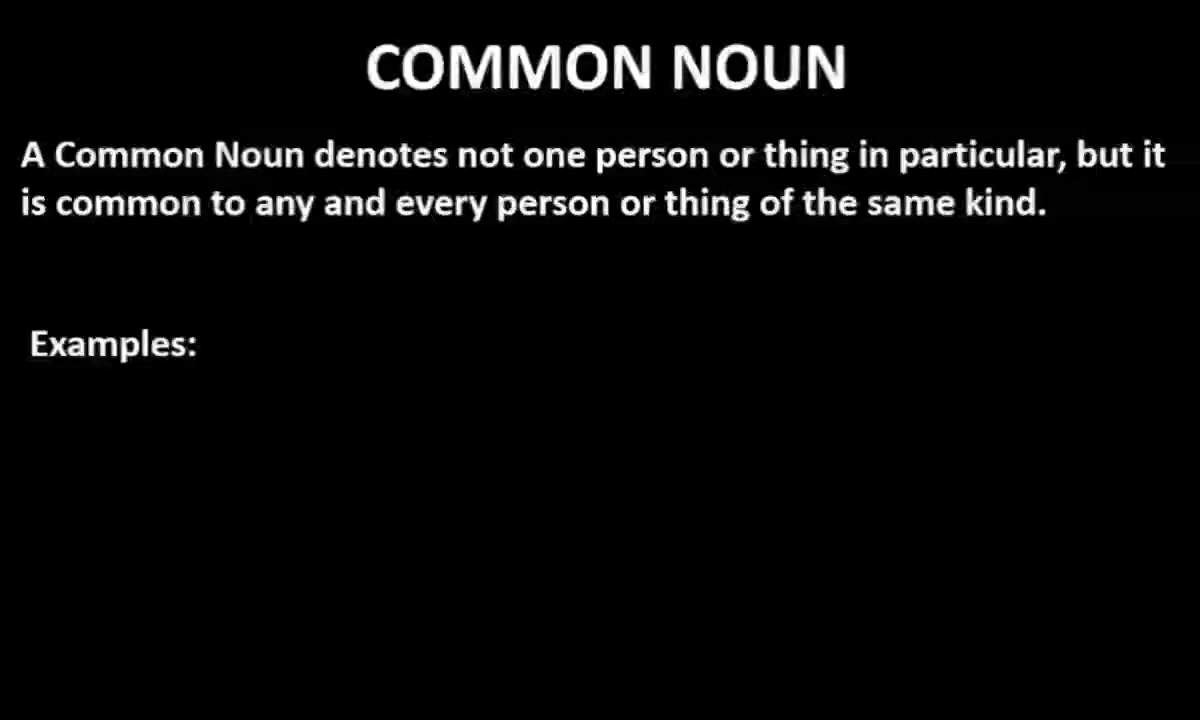 COMMON NOUN
A Common Noun denotes not one person or thing in particular, but it
is common to any and every person or thing of the same kind.
Examples: